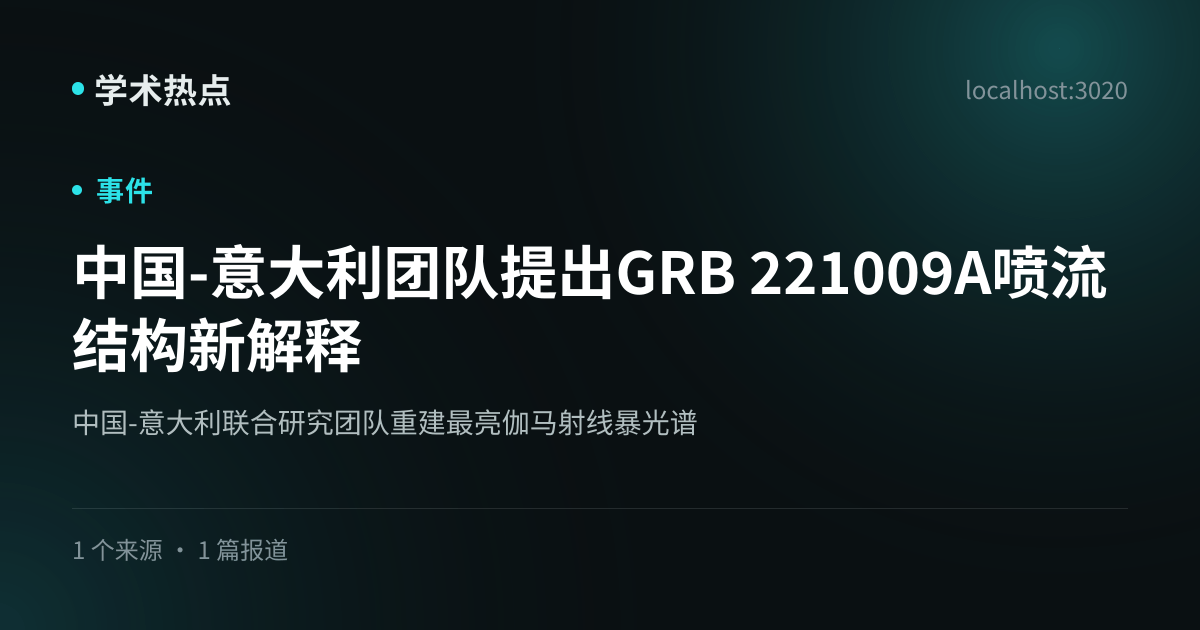 学术热点
localhost:3020
事件
中国-意大利团队提出GRB 221009A喷流
结构新解释
中国-意大利联合研究团队重建最亮伽马射线暴光谱
1 个来源 · 1 篇报道